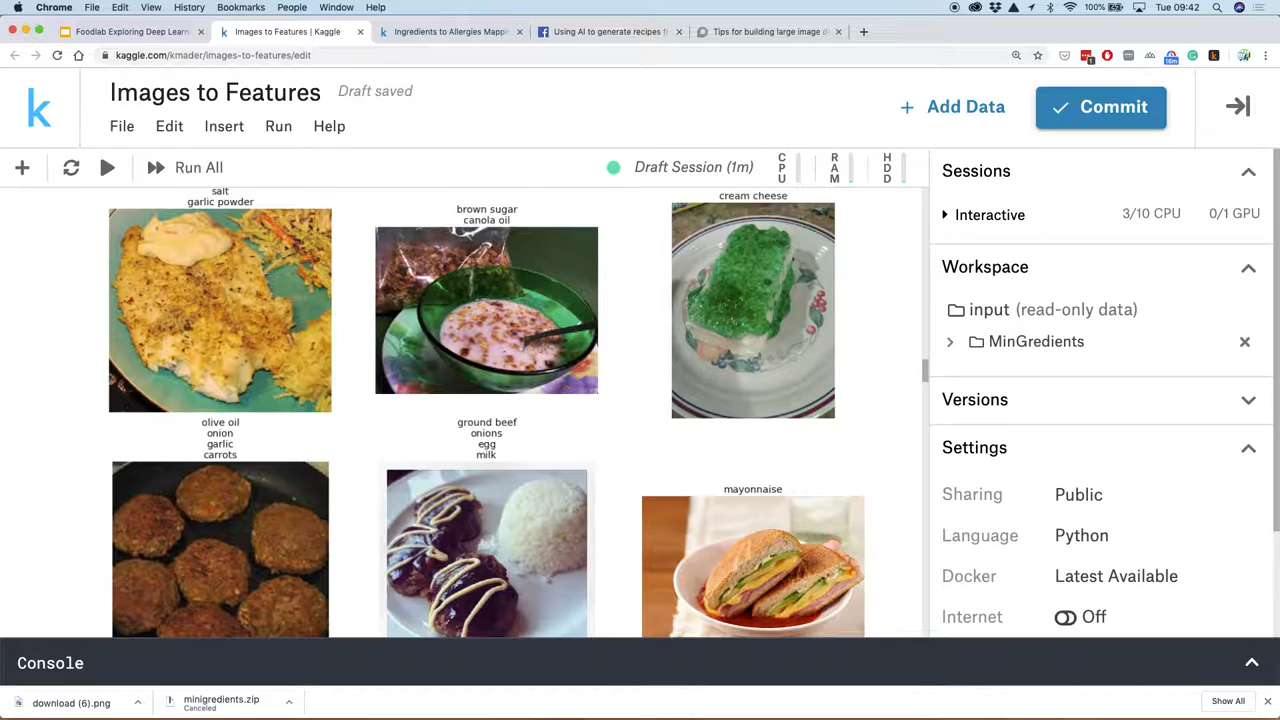 Chrome File Edit View History Bookmarks People Window Help
100% Tue 09:42
Foodlab Exploring Deep Learni
Images to Features | Kaggle
Ingredients to Allergies Mappi
Using AI to generate recipes f
Tips for building large image d
kaggle.com/kmader/images-to-features/edit
Images to Features Draft saved
File Edit Insert Run Help
+ Add Data
Commit
Run All
Draft Session (1m)
CPU
RAM
HDD
salt
garlic powder
brown sugar
canola oil
cream cheese
olive oil
onion
garlic
carrots
ground beef
onions
egg
milk
mayonnaise
Sessions
Interactive 3/10 CPU 0/1 GPU
Workspace
input (read-only data)
MinGredients
Versions
Settings
Sharing Public
Language Python
Docker Latest Available
Internet Off
Console
download (6).png
minigredients.zip
Canceled
Show All